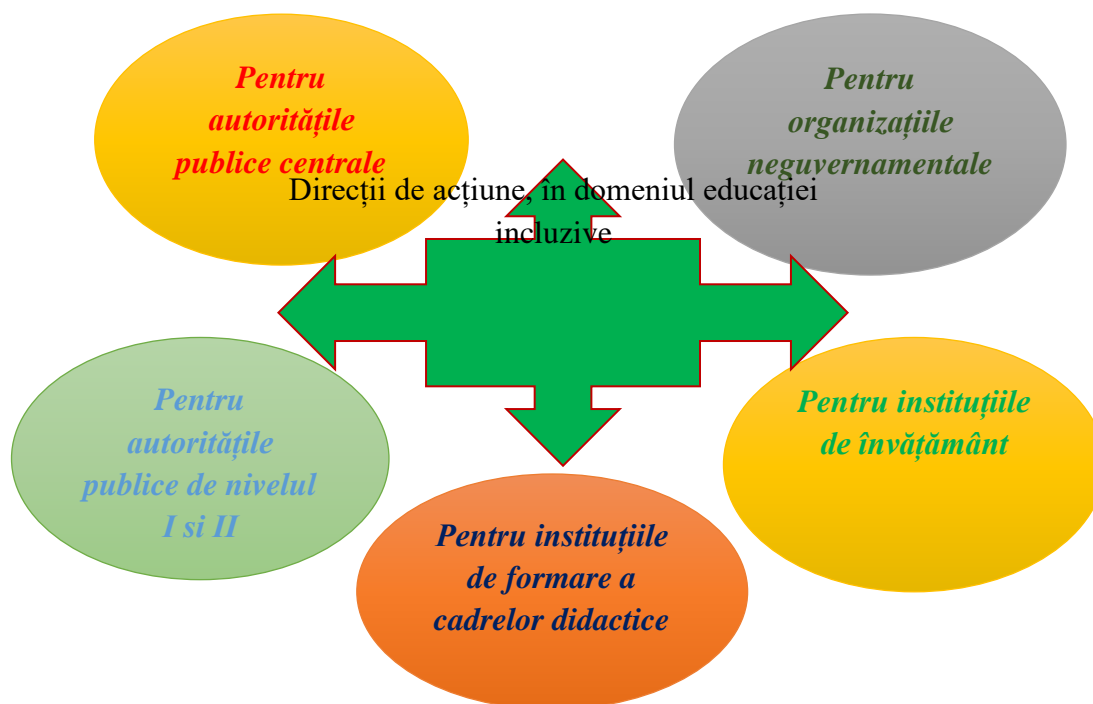 Pentru
autoritățile
publice centrale
Pentru
organizațiile
neguvernamentale
Direcții de acțiune, în domeniul educației
incluzive
Pentru
autoritățile
publice de nivelul
I si II
Pentru instituțiile
de învățământ
Pentru instituțiile
de formare a
cadrelor didactice